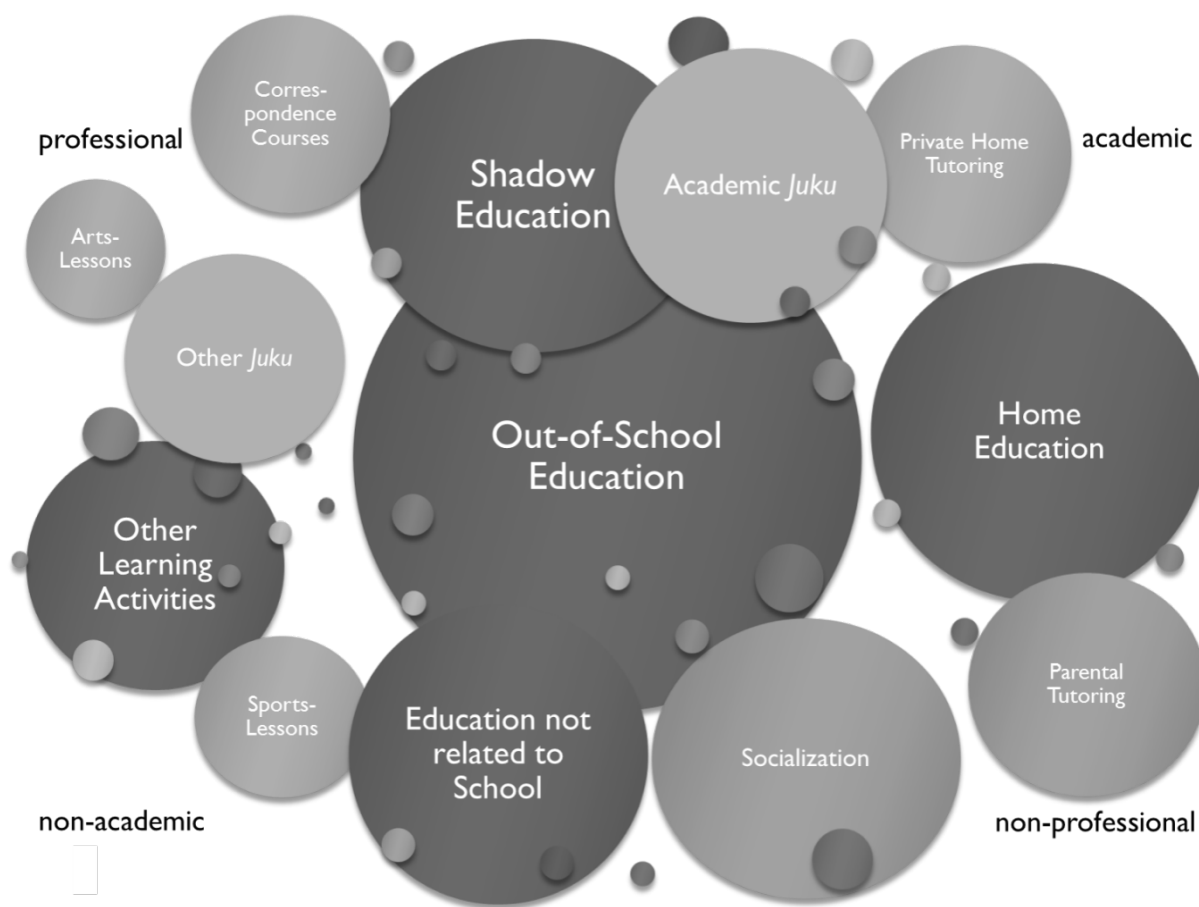 Corres-
pondence
Courses
professional
Shadow
Education
Academic Juku
Private Home
Tutoring
academic
Arts-
Lessons
Other Juku
Out-of-School
Education
Home
Education
Other
Learning
Activities
Sports-
Lessons
Education not
related to
School
Socialization
Parental
Tutoring
non-academic
non-professional